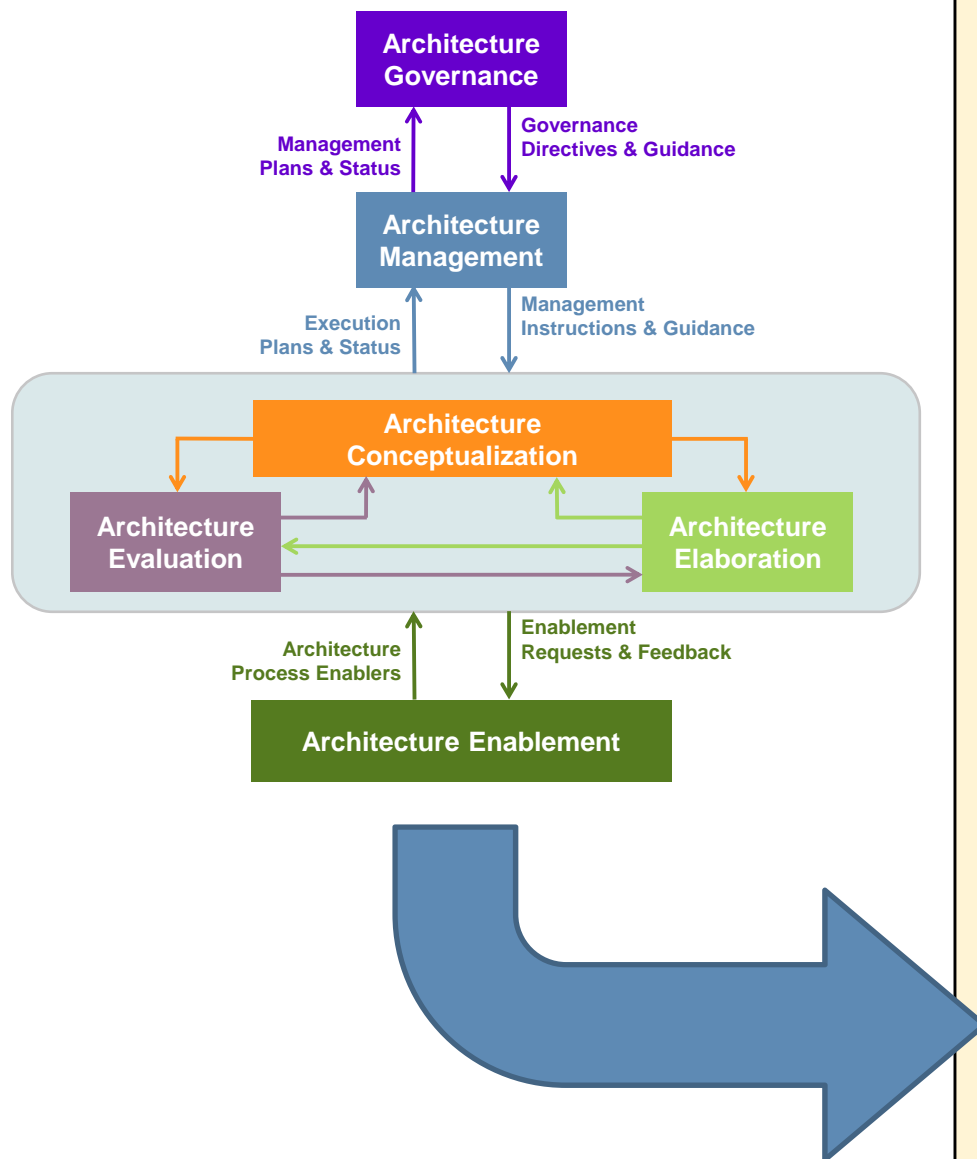 Architecture
Governance
Management
Plans & Status
Governance
Directives & Guidance
Architecture
Management
Execution
Plans & Status
Management
Instructions & Guidance
Architecture
Conceptualization
Architecture
Evaluation
Architecture
Elaboration
Architecture
Process Enablers
Enablement
Requests & Feedback
Architecture Enablement